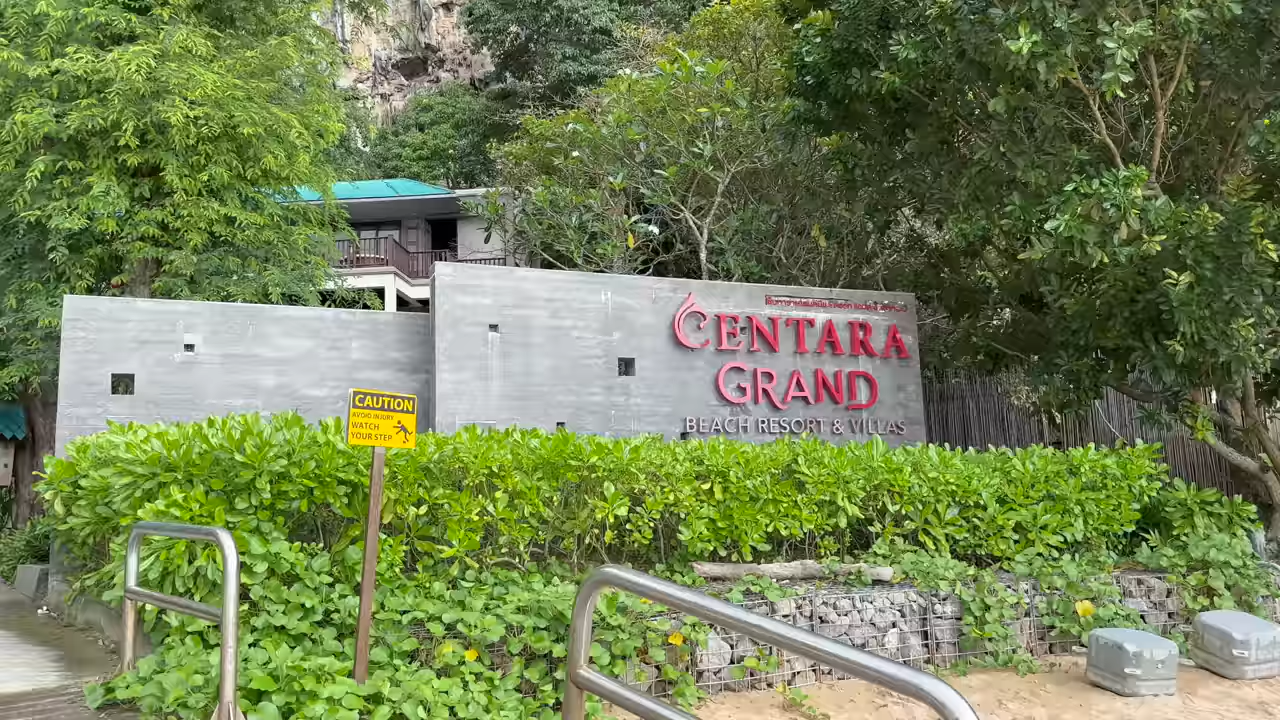 CENTARA
GRAND
BEACH RESORT & VILLAS
CAUTION
AVOID INJURY
WATCH
YOUR STEP